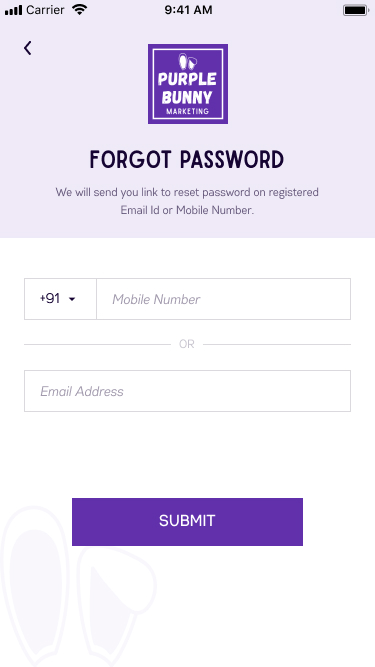 Carrier 9:41 AM
PURPLE
BUNNY
MARKETING
FORGOT PASSWORD
We will send you link to reset password on registered
Email Id or Mobile Number.
+91 Mobile Number
OR
Email Address
SUBMIT